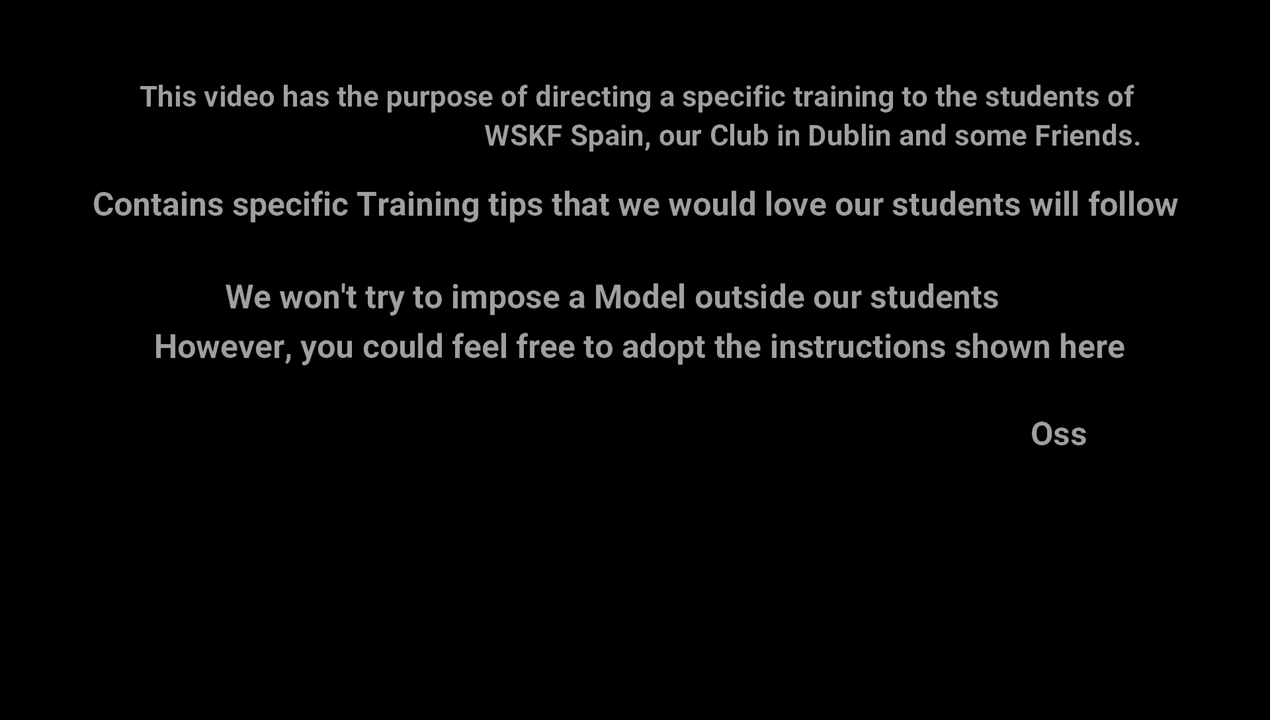 This video has the purpose of directing a specific training to the students of
WSKF Spain, our Club in Dublin and some Friends.
Contains specific Training tips that we would love our students will follow
We won't try to impose a Model outside our students
However, you could feel free to adopt the instructions shown here
Oss